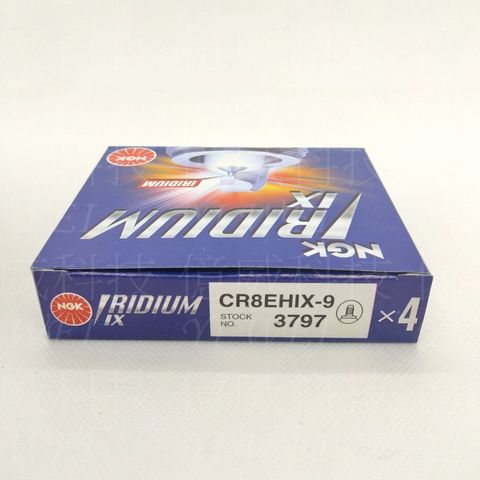 NGK
IRIDIUM
NGK
IRIDIUM
IX
NGK
IRIDIUM
IX
CR8EHIX-9
STOCK
NO.
3797
×4